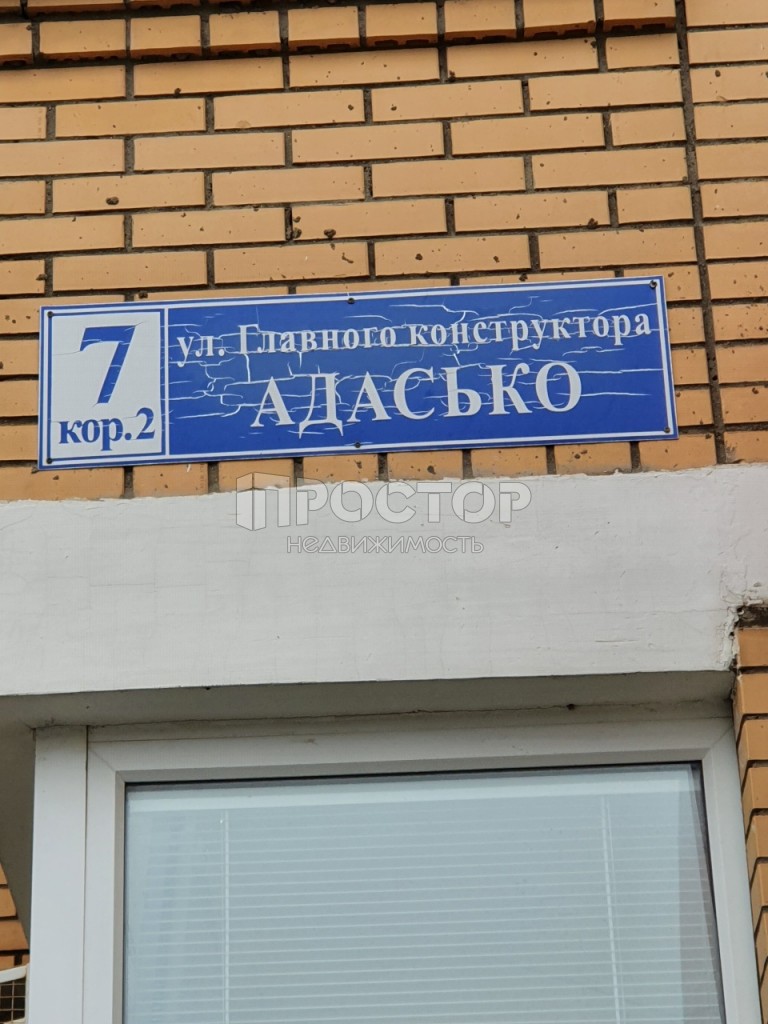 7
кор.2
ул. Главного конструктора
АДАСЬКО
ПРОСТОР
НЕДВИЖИМОСТЬ